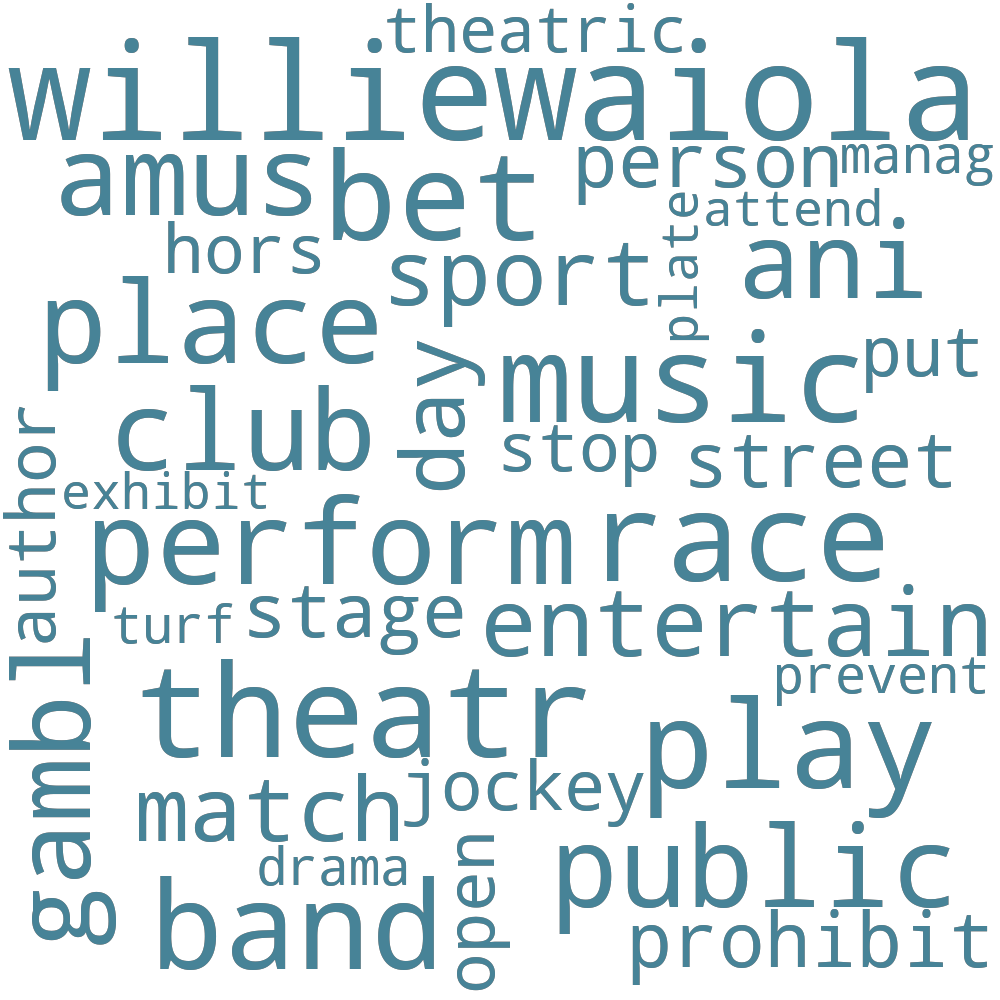 theatric
williewaiola
amus
bet
person
manag
attend
hors
sport
plate
ani
place
day
music
put
club
stop
street
author
exhibit
perform
race
turf
stage
entertain
gambl
theatr
prevent
play
match
jockey
drama
open
public
band
prohibit